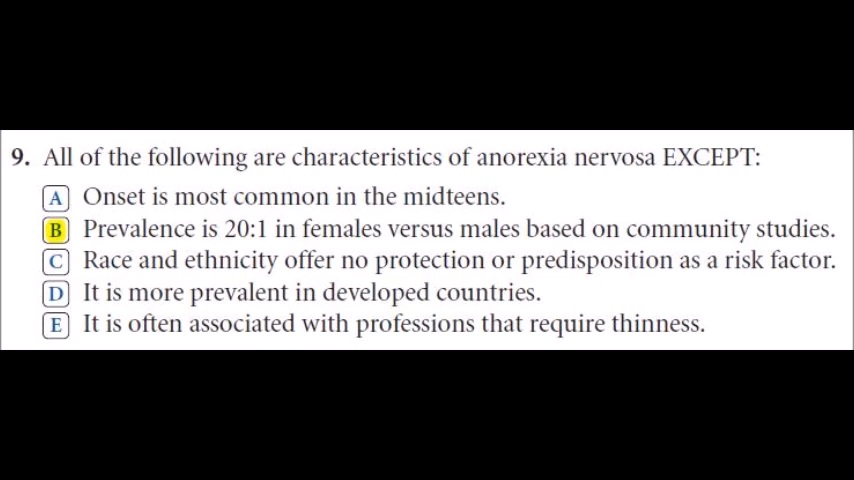 9. All of the following are characteristics of anorexia nervosa EXCEPT:
A Onset is most common in the midteens.
B Prevalence is 20:1 in females versus males based on community studies.
C Race and ethnicity offer no protection or predisposition as a risk factor.
D It is more prevalent in developed countries.
E It is often associated with professions that require thinness.